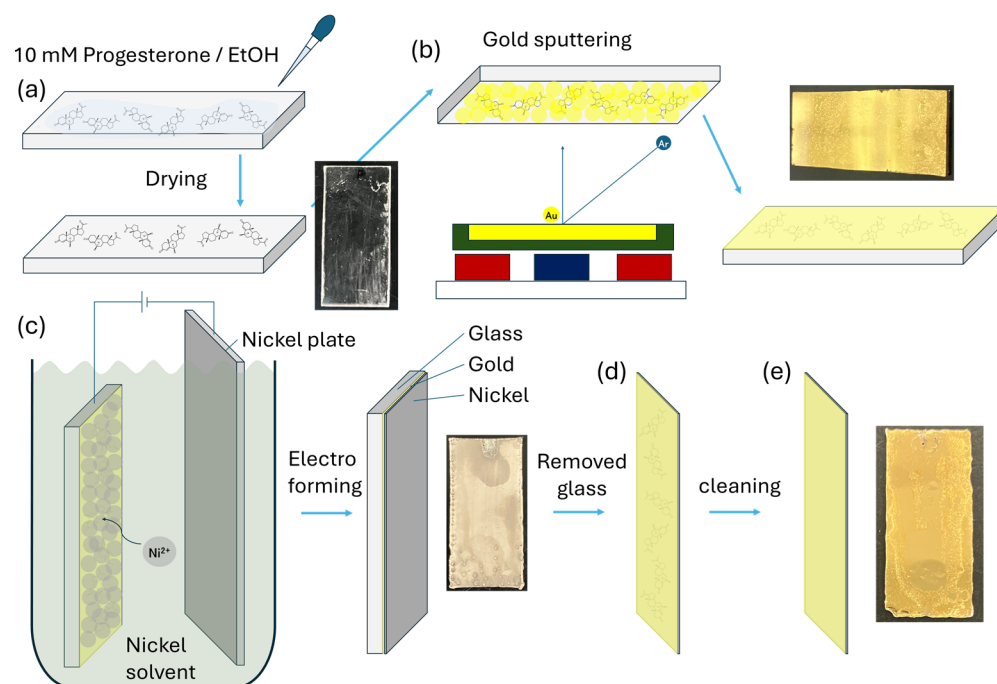 10 mM Progesterone / EtOH
(a)
Drying
(b)
Gold sputtering
Ar
Au
(c)
Nickel plate
Ni²⁺
Nickel
solvent
Electro
forming
Glass
Gold
Nickel
(d)
Removed
glass
(e)
cleaning